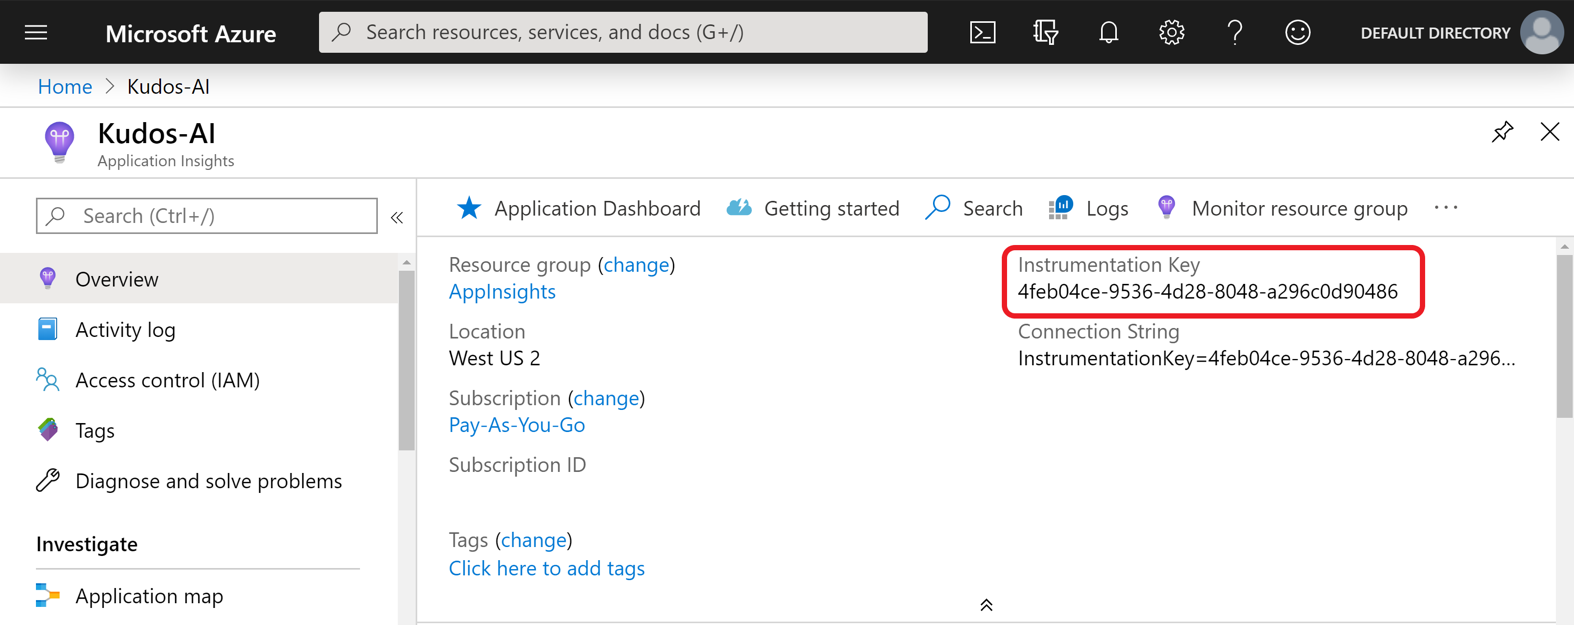 Microsoft Azure
Search resources, services, and docs (G+/)
DEFAULT DIRECTORY
Home > Kudos-AI
Kudos-AI
Application Insights
Search (Ctrl+/)
«
Overview
Activity log
Access control (IAM)
Tags
Diagnose and solve problems
Investigate
Application map
Application Dashboard
Getting started
Search
Logs
Monitor resource group
...
Resource group (change)
AppInsights
Location
West US 2
Subscription (change)
Pay-As-You-Go
Subscription ID
Tags (change)
Click here to add tags
Instrumentation Key
4feb04ce-9536-4d28-8048-a296c0d90486
Connection String
InstrumentationKey=4feb04ce-9536-4d28-8048-a296...